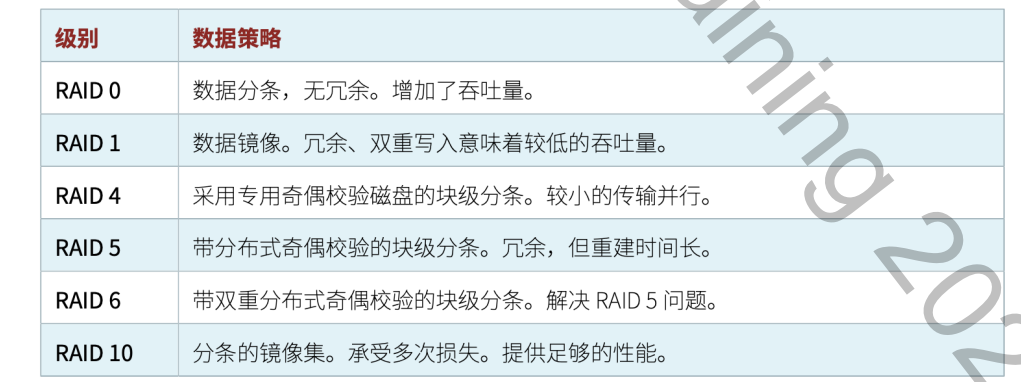 级别 数据策略
RAID 0 数据分条，无冗余。增加了吞吐量。
RAID 1 数据镜像。冗余、双重写入意味着较低的吞吐量。
RAID 4 采用专用奇偶校验磁盘的块级分条。较小的传输并行。
RAID 5 带分布式奇偶校验的块级分条。冗余，但重建时间长。
RAID 6 带双重分布式奇偶校验的块级分条。解决 RAID 5 问题。
RAID 10 分条的镜像集。承受多次损失。提供足够的性能。